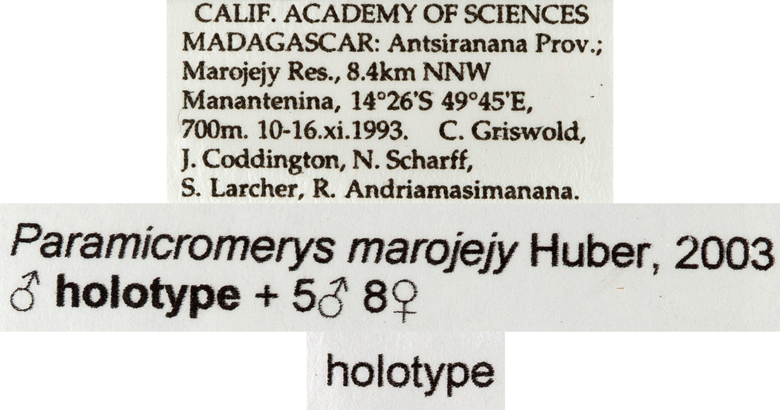 CALIF. ACADEMY OF SCIENCES
MADAGASCAR: Antsiranana Prov.;
Marojejy Res., 8.4km NNW
Manantenina, 14°26'S 49°45'E,
700m. 10-16.xi.1993. C. Griswold,
J. Coddington, N. Scharff,
S. Larcher, R. Andriamasimanana.
Paramicromerys marojejy Huber, 2003
♂ holotype + 5♂ 8♀
holotype